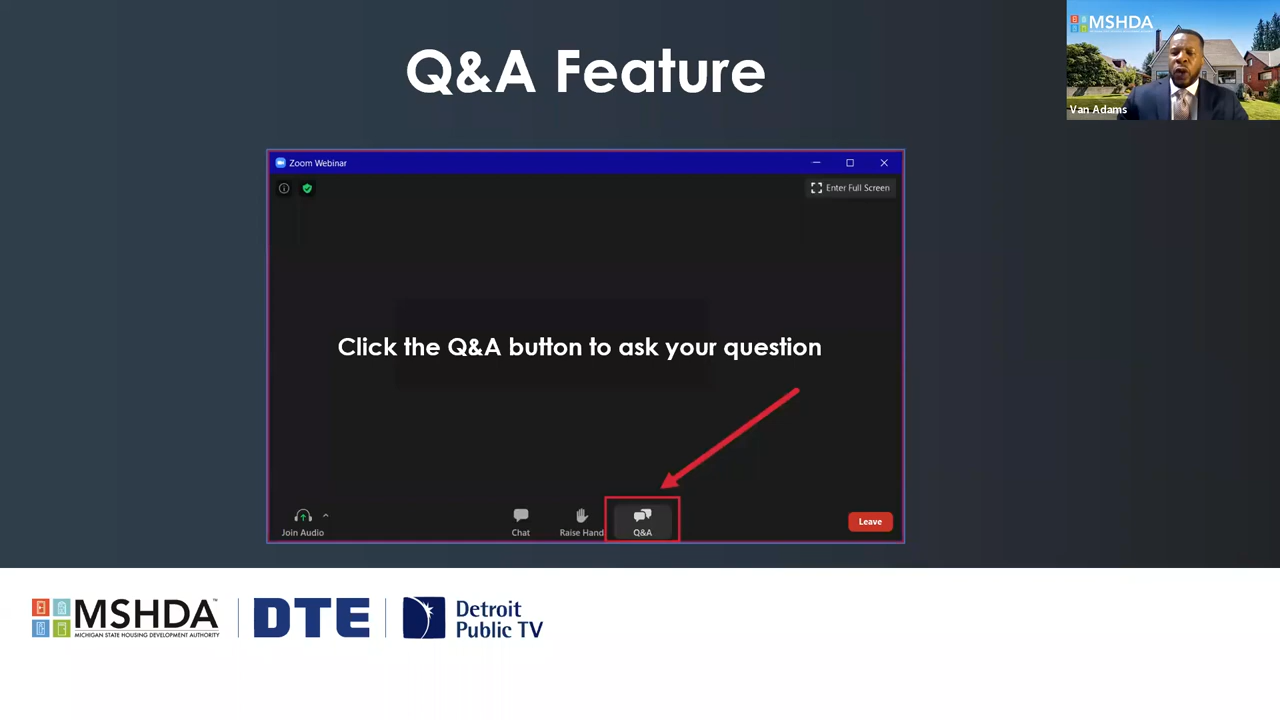 Q&A Feature
MSHDA
Van Adams
Zoom Webinar
Enter Full Screen
Click the Q&A button to ask your question
Join Audio
Chat
Raise Hand
Q&A
Leave
MSHDA™
MICHIGAN STATE HOUSING DEVELOPMENT AUTHORITY
DTE
Detroit
Public TV